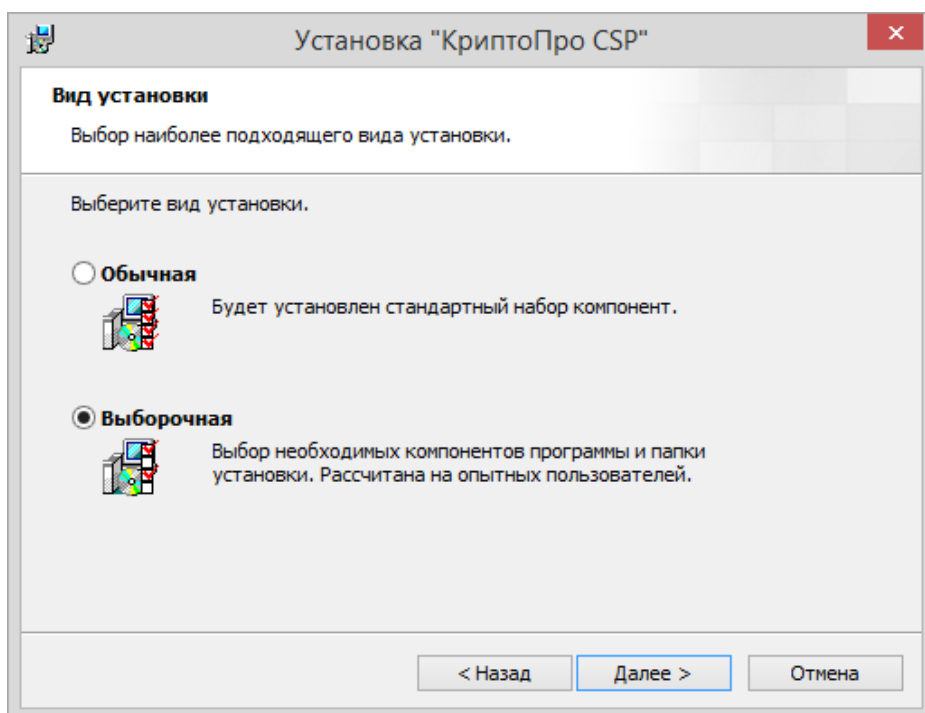 Установка "КриптоПро CSP"
Вид установки
Выбор наиболее подходящего вида установки.
Выберите вид установки.
Обычная
Будет установлен стандартный набор компонент.
Выборочная
Выбор необходимых компонентов программы и папки
установки. Рассчитана на опытных пользователей.
< Назад
Далее >
Отмена